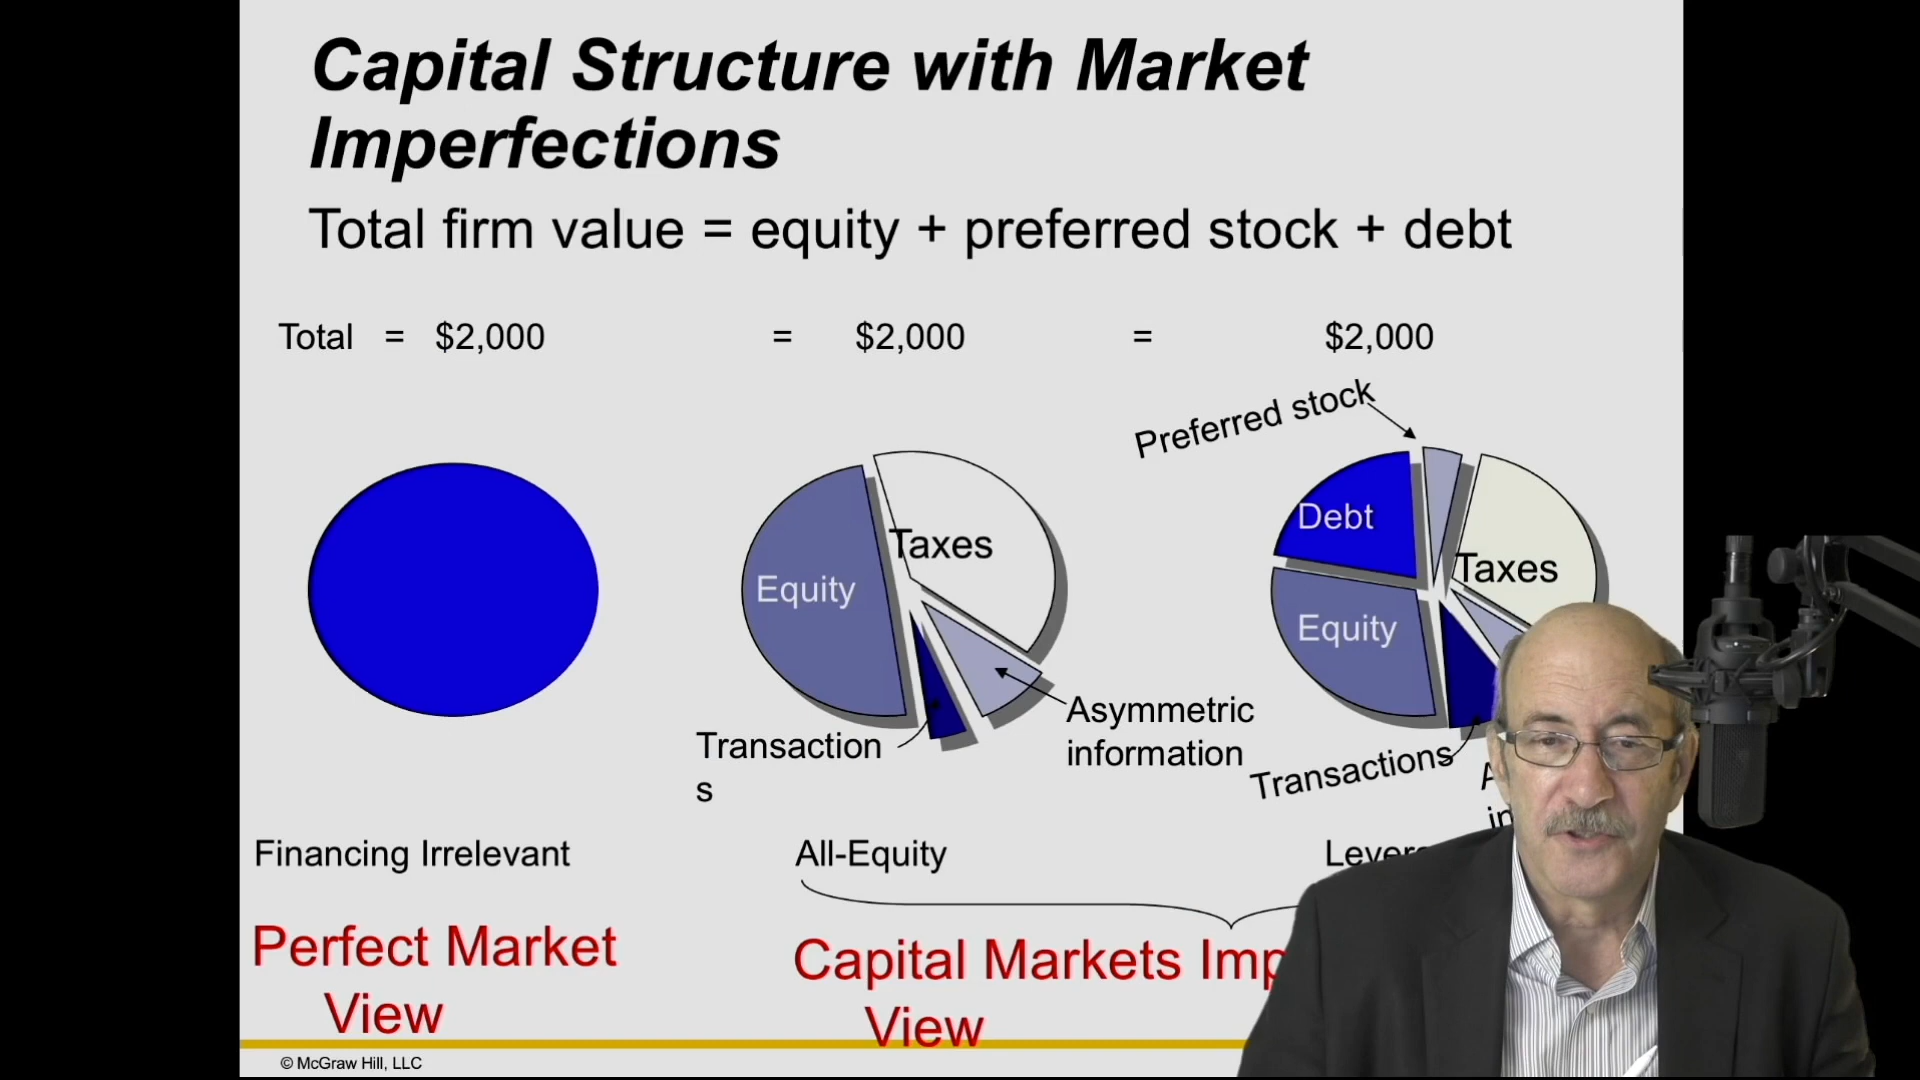 Capital Structure with Market
Imperfections
Total firm value = equity + preferred stock + debt
Total = $2,000 = $2,000 = $2,000
Preferred stock
Debt
Taxes
Equity
Taxes
Equity
Transaction
s
Asymmetric
information
Transactions
Financing Irrelevant
All-Equity
Perfect Market
View
Capital Markets
View
© McGraw Hill, LLC